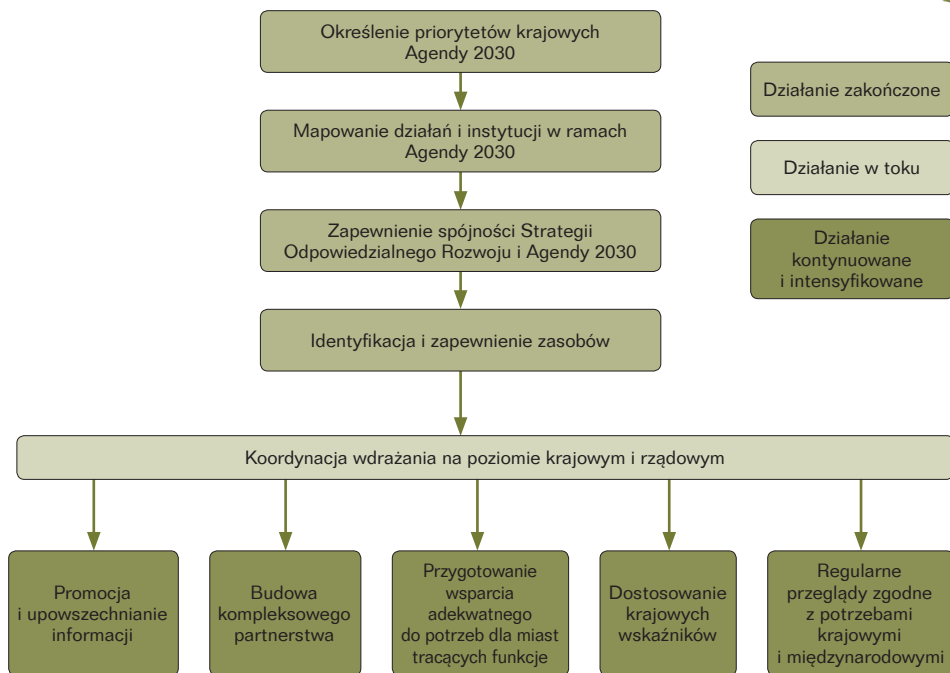 Określenie priorytetów krajowych
Agendy 2030
Mapowanie działań i instytucji w ramach
Agendy 2030
Zapewnienie spójności Strategii
Odpowiedzialnego Rozwoju i Agendy 2030
Identyfikacja i zapewnienie zasobów
Działanie zakończone
Działanie w toku
Działanie
kontynuowane
i intensyfikowane
Koordynacja wdrażania na poziomie krajowym i rządowym
Promocja
i upowszechnianie
informacji
Budowa
kompleksowego
partnerstwa
Przygotowanie
wsparcia
adekwatnego
do potrzeb dla miast
tracących funkcje
Dostosowanie
krajowych
wskaźników
Regularne
przeglądy zgodne
z potrzebami
krajowymi
i międzynarodowymi